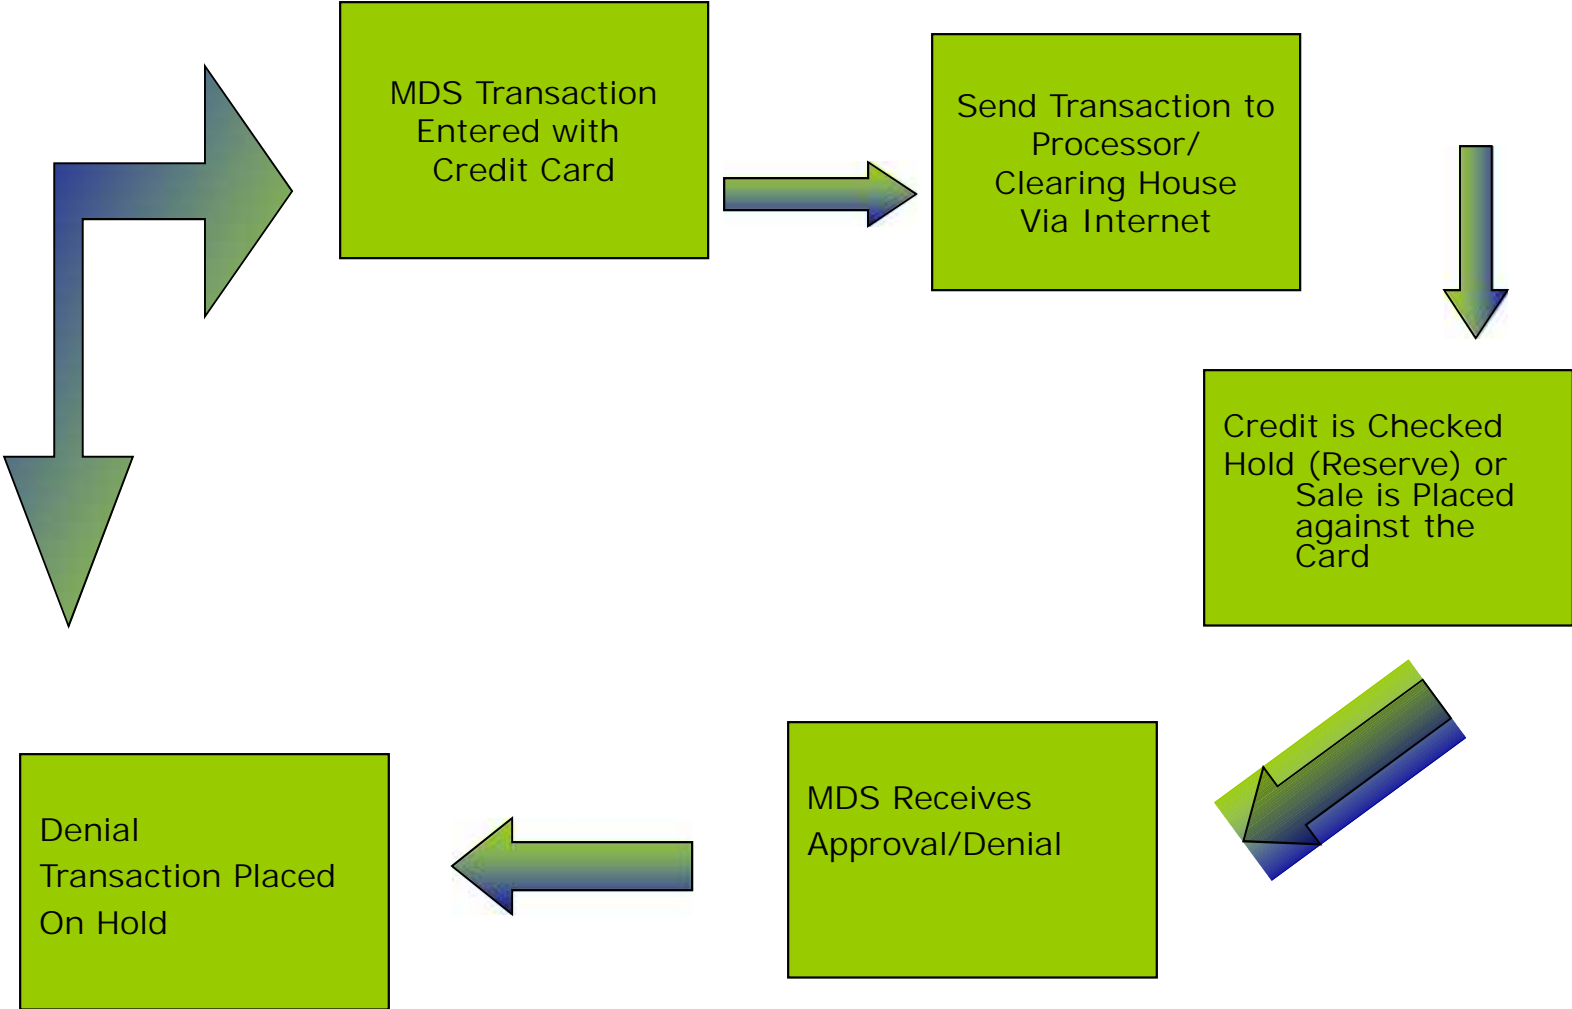 MDS Transaction
Entered with
Credit Card
Send Transaction to
Processor/
Clearing House
Via Internet
Credit is Checked
Hold (Reserve) or
Sale is Placed
against the
Card
MDS Receives
Approval/Denial
Denial
Transaction Placed
On Hold